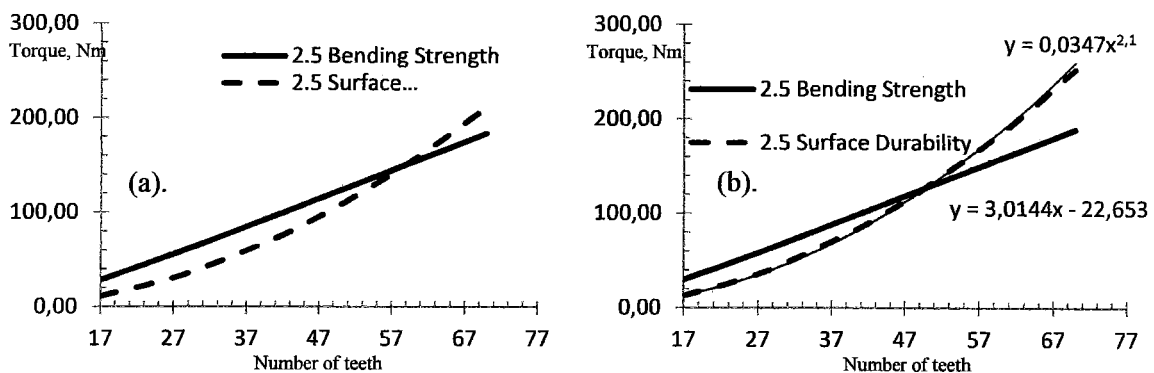 300,00
Torque, Nm
2.5 Bending Strength
2.5 Surface...
200,00
(a).
100,00
0,00
17 27 37 47 57 67 77
Number of teeth
300,00
Torque, Nm
y = 0,0347x^2,1
2.5 Bending Strength
200,00
2.5 Surface Durability
(b).
100,00
y = 3,0144x - 22,653
0,00
17 27 37 47 57 67 77
Number of teeth